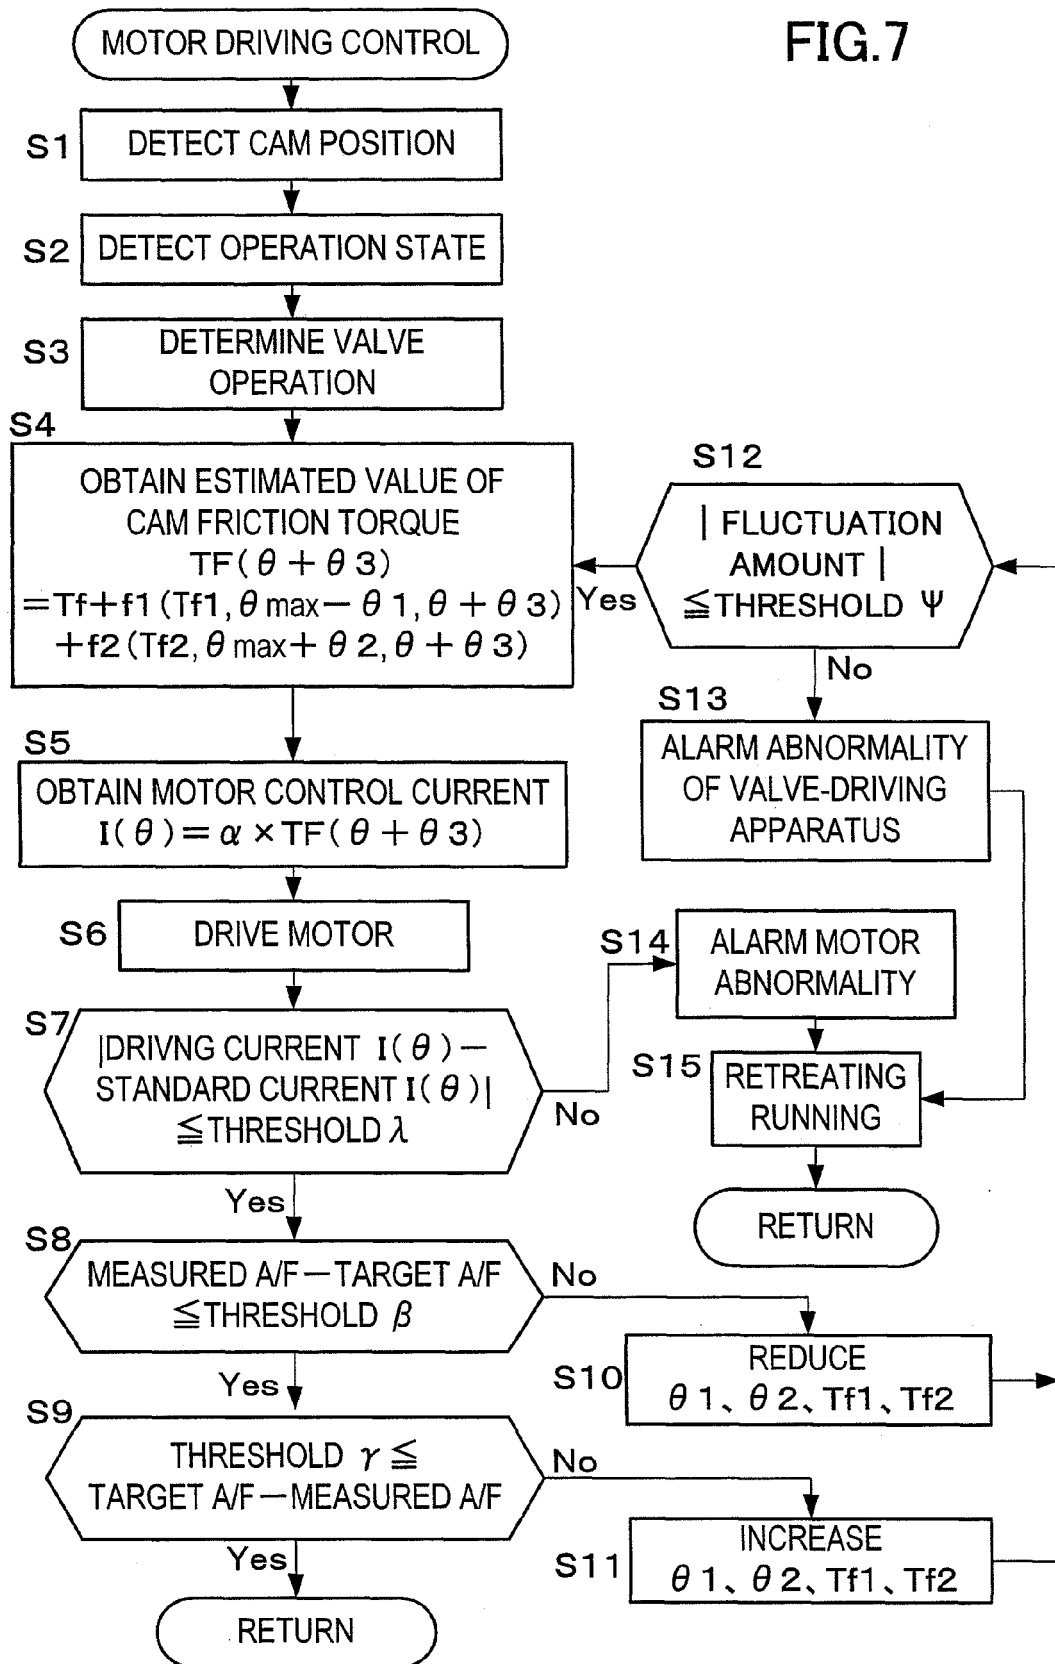 FIG.7
MOTOR DRIVING CONTROL
S1
DETECT CAM POSITION
S2
DETECT OPERATION STATE
S3
DETERMINE VALVE
OPERATION
S4
OBTAIN ESTIMATED VALUE OF
CAM FRICTION TORQUE
TF(θ+θ3)
=Tf+f1(Tf1,θmax−θ1,θ+θ3)
+f2(Tf2,θmax+θ2,θ+θ3)
S5
OBTAIN MOTOR CONTROL CURRENT
I(θ)=α×TF(θ+θ3)
S6
DRIVE MOTOR
S7
|DRIVNG CURRENT I(θ)−
STANDARD CURRENT I(θ)|
≦THRESHOLD λ
No
Yes
S8
MEASURED A/F−TARGET A/F
≦THRESHOLD β
No
Yes
S9
THRESHOLD γ≦
TARGET A/F−MEASURED A/F
No
Yes
RETURN
S12
|FLUCTUATION
AMOUNT|
≦THRESHOLD Ψ
Yes
No
S13
ALARM ABNORMALITY
OF VALVE-DRIVING
APPARATUS
S14
ALARM MOTOR
ABNORMALITY
S15
RETREATING
RUNNING
RETURN
S10
REDUCE
θ1、θ2、Tf1、Tf2
S11
INCREASE
θ1、θ2、Tf1、Tf2